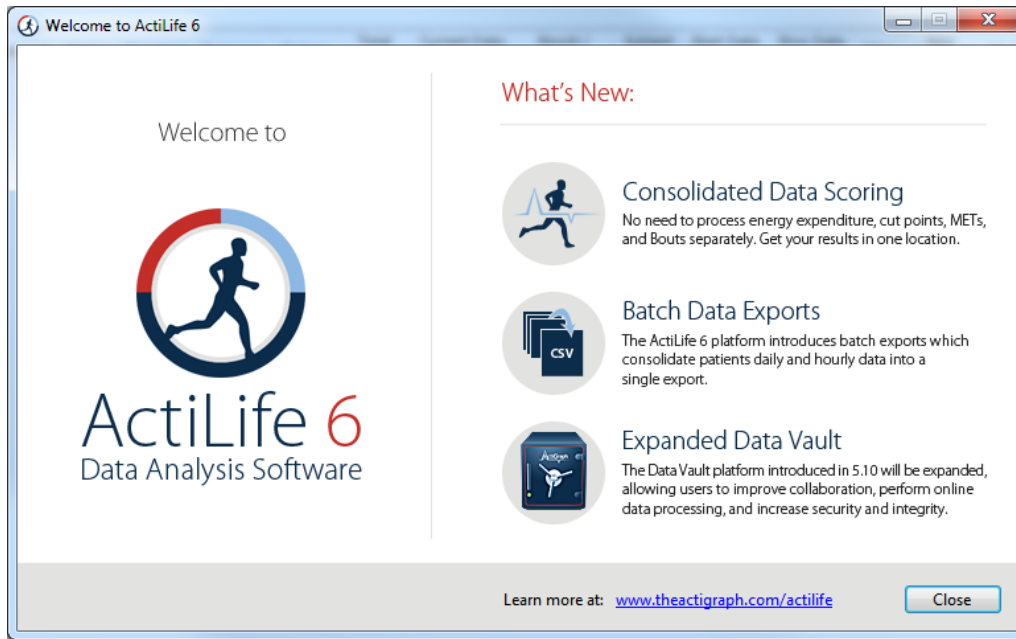 Welcome to ActiLife 6
Welcome to
ActiLife 6
Data Analysis Software
What's New:
Consolidated Data Scoring
No need to process energy expenditure, cut points, METs,
and Bouts separately. Get your results in one location.
CSV
Batch Data Exports
The ActiLife 6 platform introduces batch exports which
consolidate patients daily and hourly data into a
single export.
ActiGraph
Expanded Data Vault
The Data Vault platform introduced in 5.10 will be expanded,
allowing users to improve collaboration, perform online
data processing, and increase security and integrity.
Learn more at: www.theactigraph.com/actilife
Close